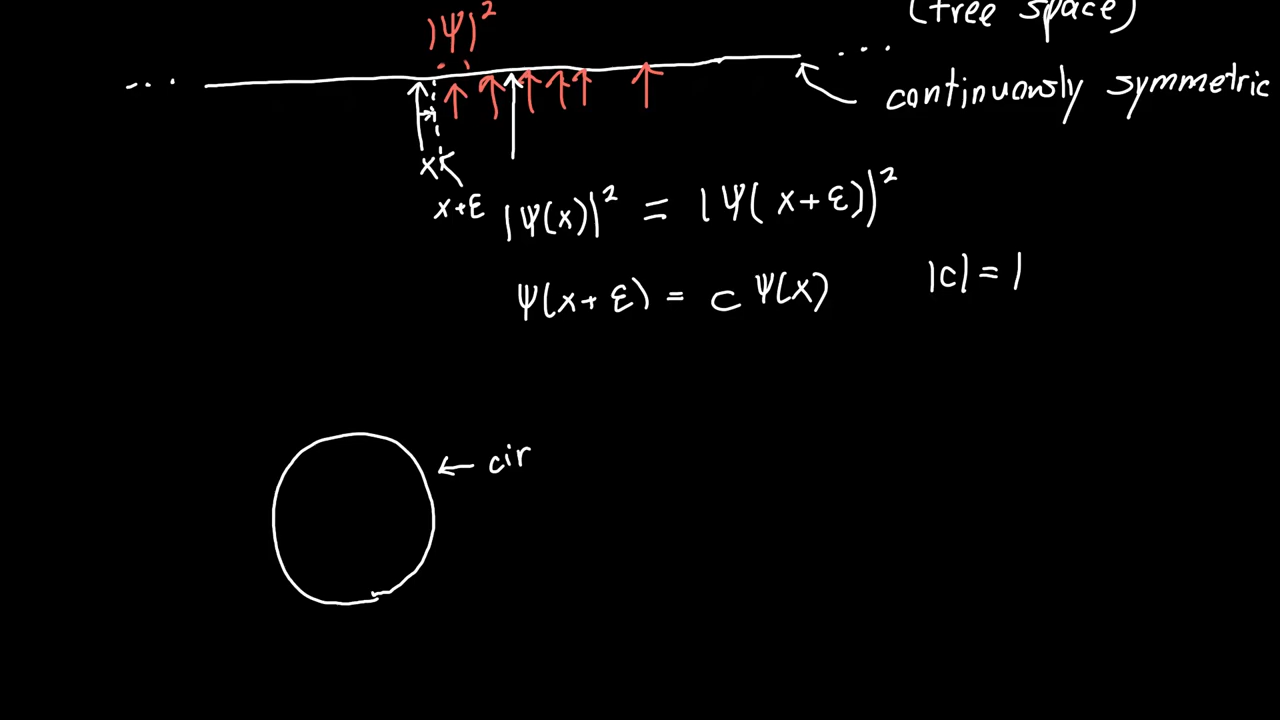 (free space)
|Ψ|²
... ...
continuously symmetric
x
x+ε
|Ψ(x)|² = |Ψ(x+ε)|²
Ψ(x+ε) = c Ψ(x) |c| = 1
← cir